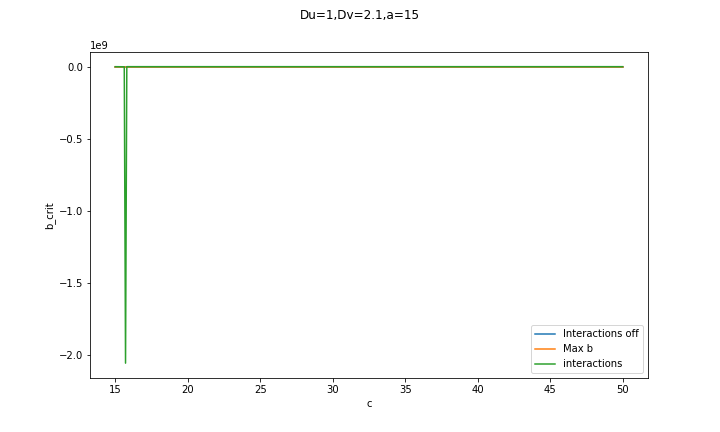 Du=1,Dv=2.1,a=15
1e9
0.0
−0.5
−1.0
−1.5
−2.0
b_crit
15 20 25 30 35 40 45 50
c
Interactions off
Max b
interactions